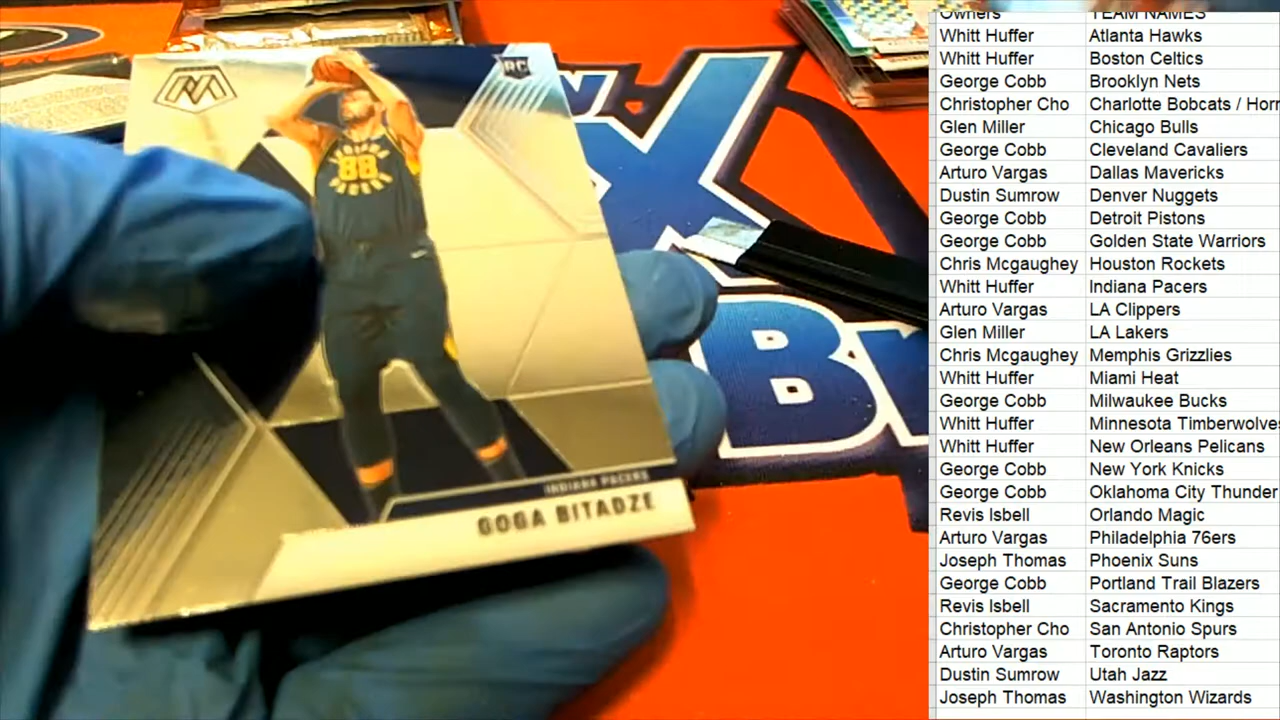 RC
INDIANA
88
PACERS
INDIANA PACERS
GOGA BITADZE
X
Br
Owners TEAM NAMES
Whitt Huffer Atlanta Hawks
Whitt Huffer Boston Celtics
George Cobb Brooklyn Nets
Christopher Cho Charlotte Bobcats / Horn
Glen Miller Chicago Bulls
George Cobb Cleveland Cavaliers
Arturo Vargas Dallas Mavericks
Dustin Sumrow Denver Nuggets
George Cobb Detroit Pistons
George Cobb Golden State Warriors
Chris Mcgaughey Houston Rockets
Whitt Huffer Indiana Pacers
Arturo Vargas LA Clippers
Glen Miller LA Lakers
Chris Mcgaughey Memphis Grizzlies
Whitt Huffer Miami Heat
George Cobb Milwaukee Bucks
Whitt Huffer Minnesota Timberwolves
Whitt Huffer New Orleans Pelicans
George Cobb New York Knicks
George Cobb Oklahoma City Thunder
Revis Isbell Orlando Magic
Arturo Vargas Philadelphia 76ers
Joseph Thomas Phoenix Suns
George Cobb Portland Trail Blazers
Revis Isbell Sacramento Kings
Christopher Cho San Antonio Spurs
Arturo Vargas Toronto Raptors
Dustin Sumrow Utah Jazz
Joseph Thomas Washington Wizards